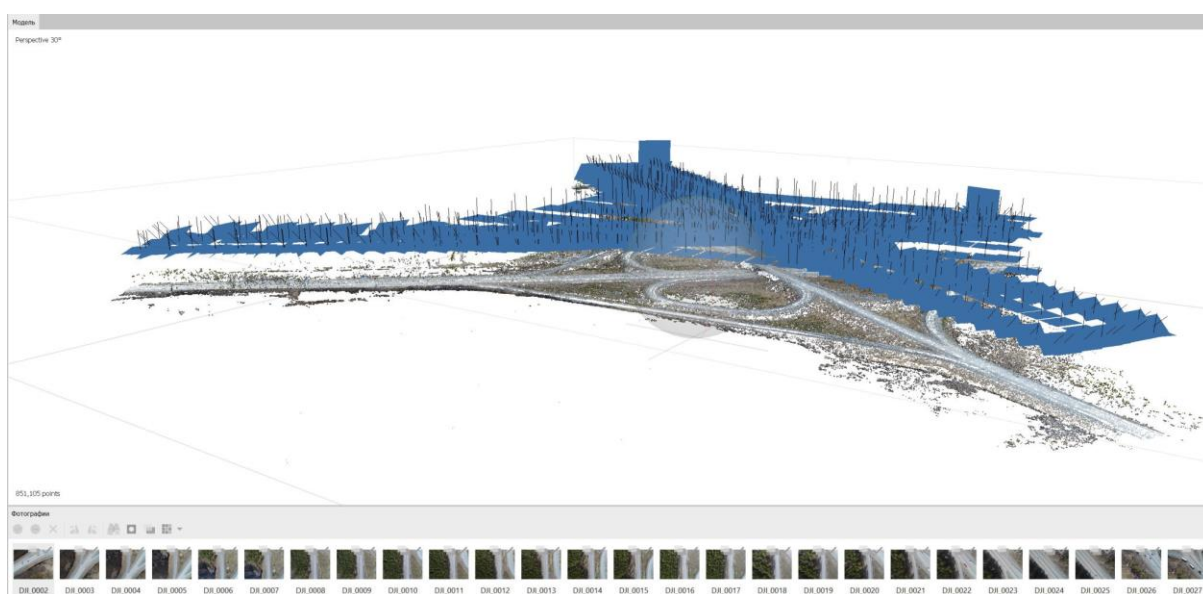 Модель
Perspective 30°
851,105 points
Фотографии
DJI_0002 DJI_0003 DJI_0004 DJI_0005 DJI_0006 DJI_0007 DJI_0008 DJI_0009 DJI_0010 DJI_0011 DJI_0012 DJI_0013 DJI_0014 DJI_0015 DJI_0016 DJI_0017 DJI_0018 DJI_0019 DJI_0020 DJI_0021 DJI_0022 DJI_0023 DJI_0024 DJI_0025 DJI_0026 DJI_0027